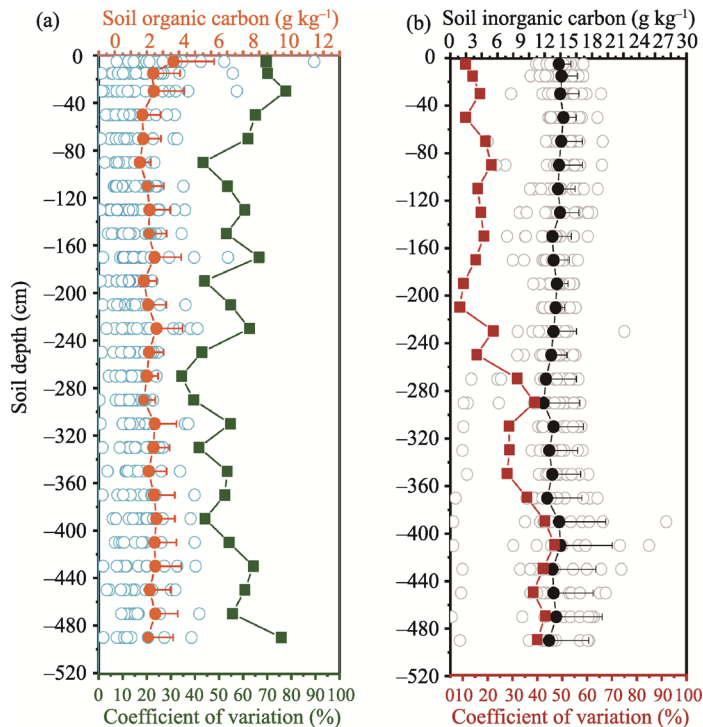 (a)
Soil organic carbon (g kg⁻¹)
0 2 4 6 8 10 12
0
−40
−80
−120
−160
−200
−240
−280
−320
−360
−400
−440
−480
−520
Soil depth (cm)
0 10 20 30 40 50 60 70 80 90 100
Coefficient of variation (%)
(b)
Soil inorganic carbon (g kg⁻¹)
0 3 6 9 12 15 18 21 24 27 30
0
−40
−80
−120
−160
−200
−240
−280
−320
−360
−400
−440
−480
−520
010 20 30 40 50 60 70 80 90 100
Coefficient of variation (%)